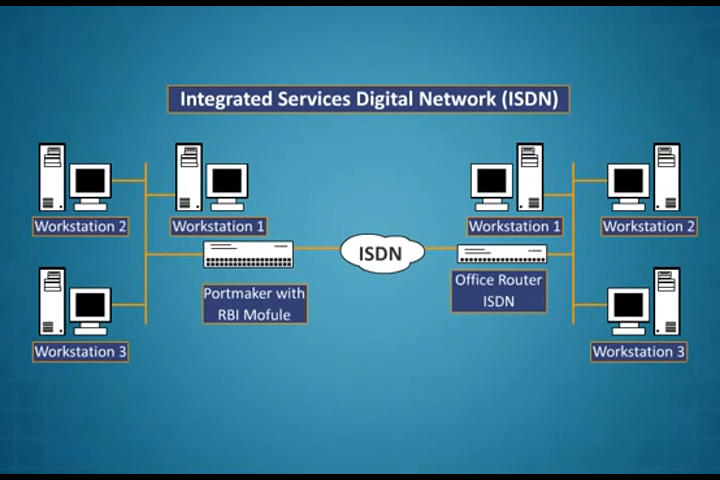 Integrated Services Digital Network (ISDN)
Workstation 2
Workstation 1
Workstation 1
Workstation 2
ISDN
Portmaker with
RBI Mofule
Office Router
ISDN
Workstation 3
Workstation 3